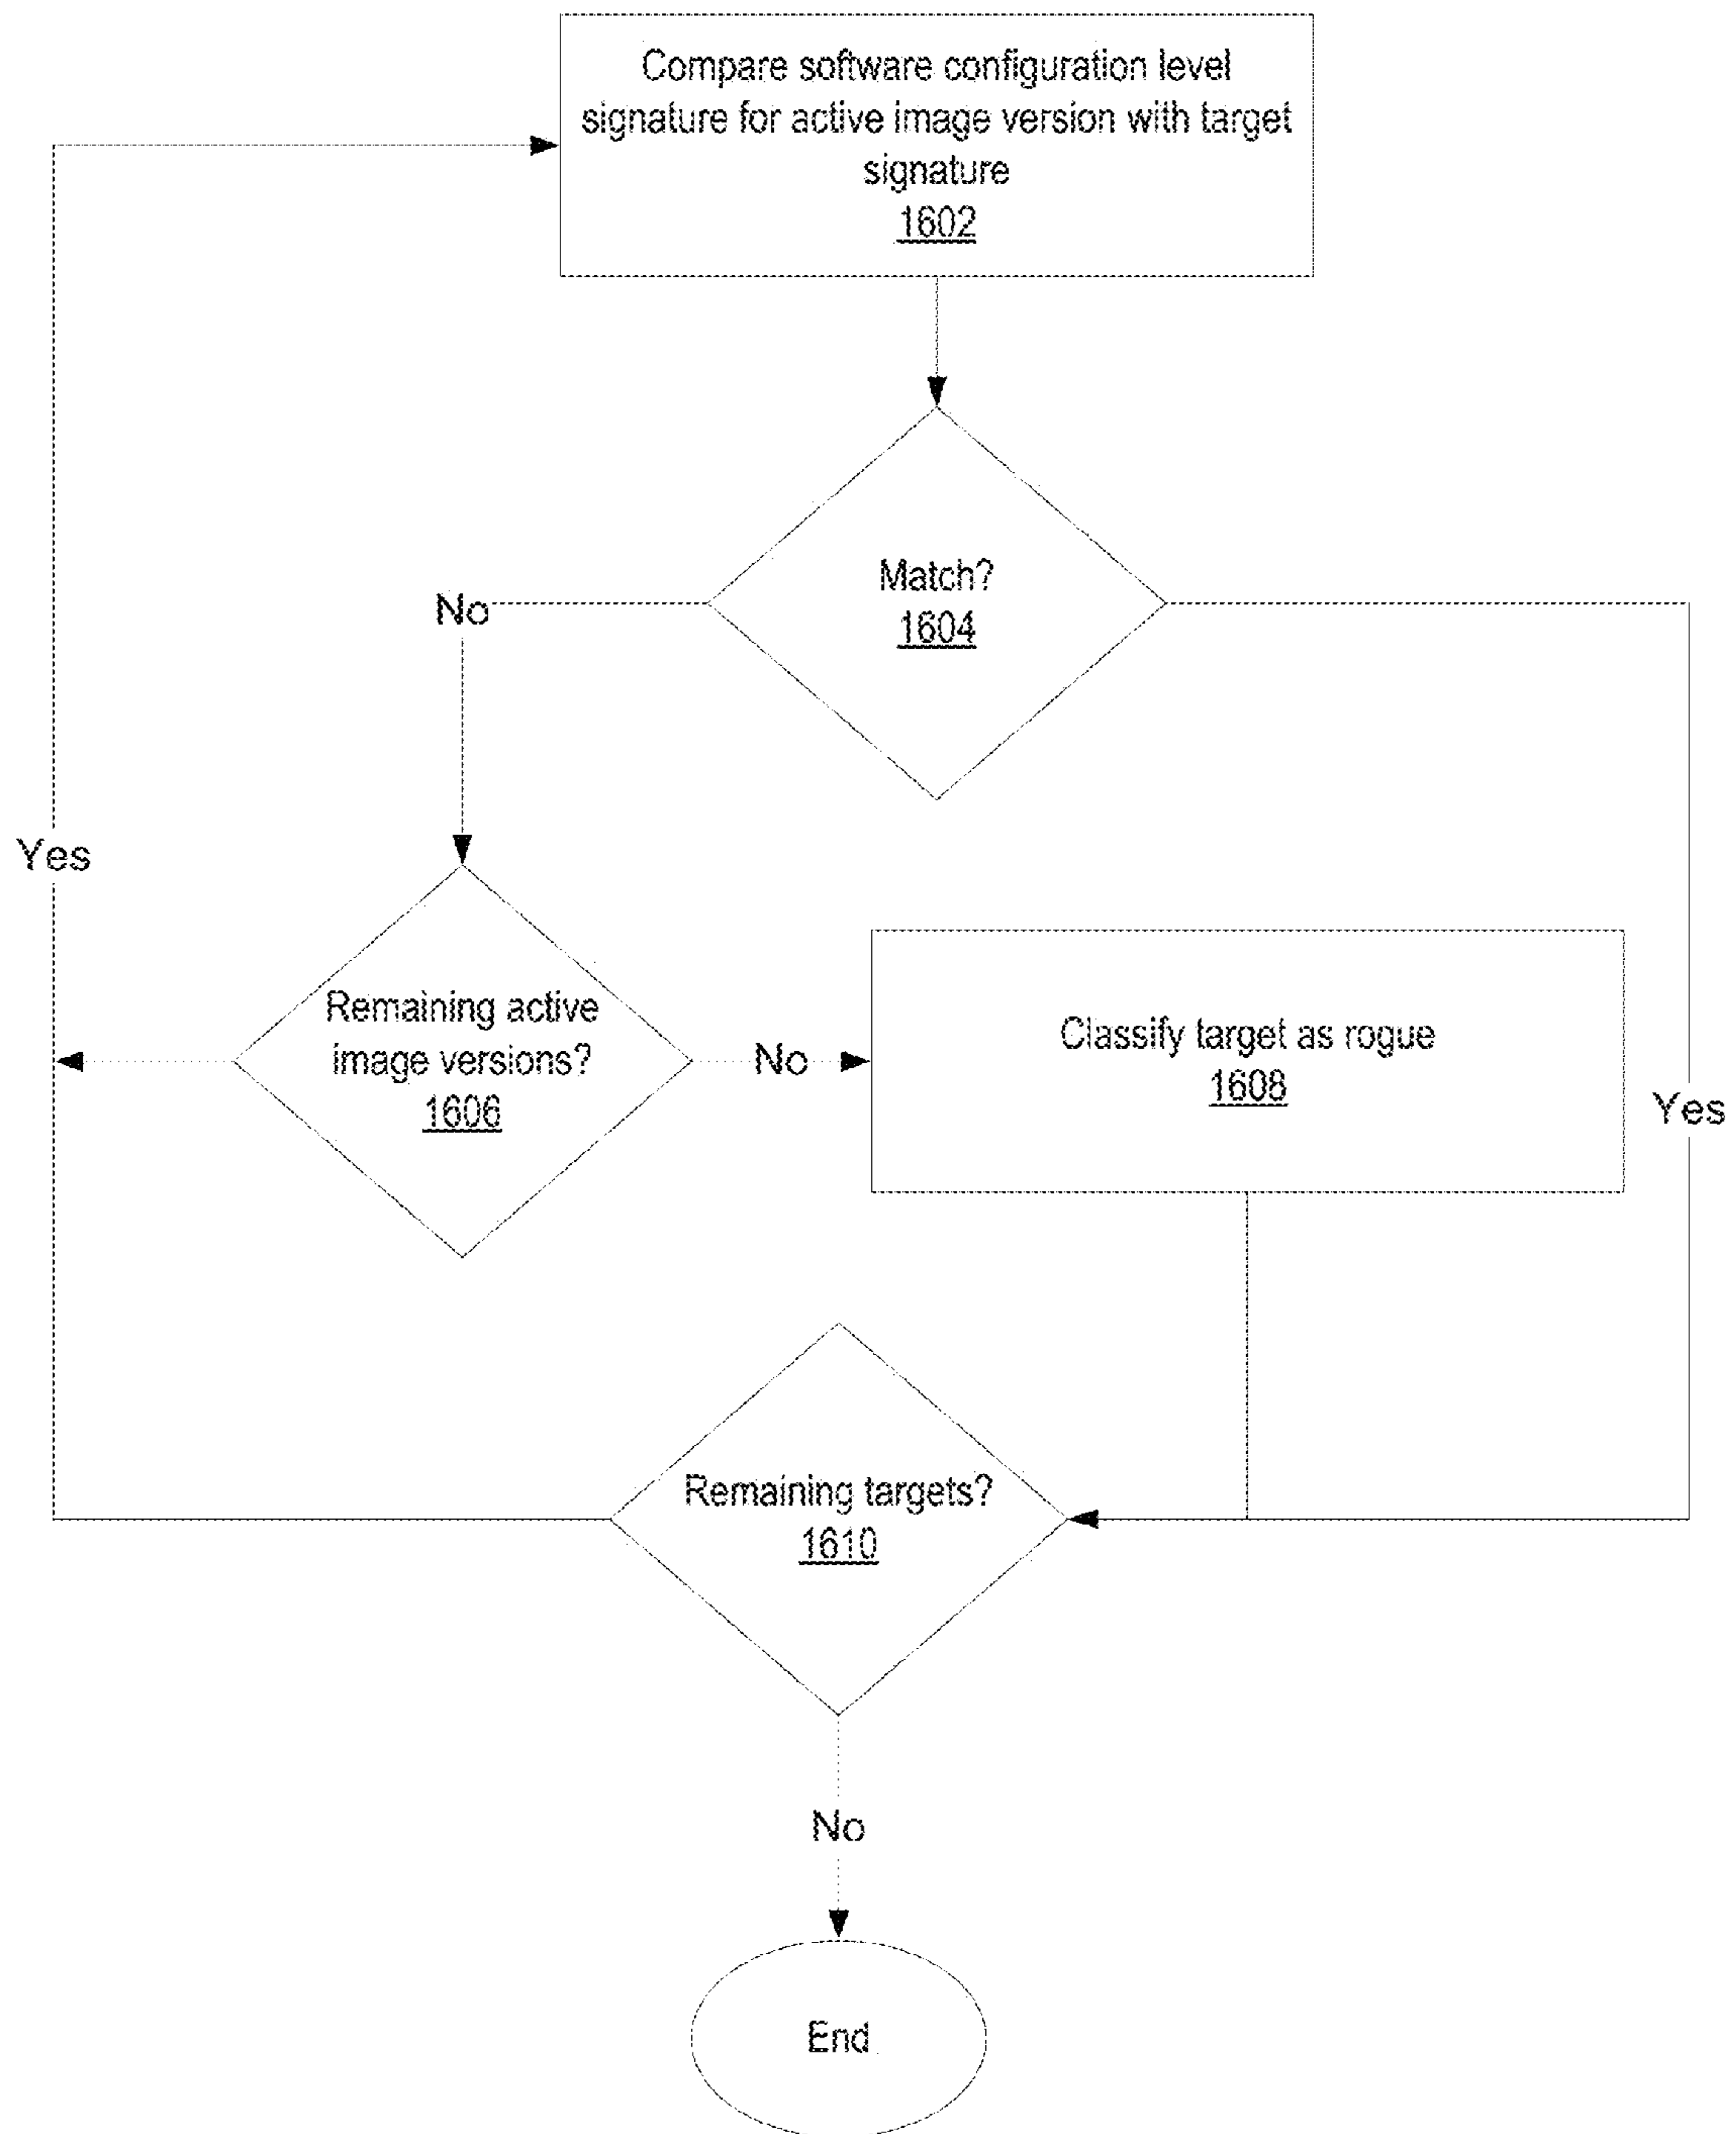 Compare software configuration level
signature for active image version with target
signature
1602
Match?
1604
No
Yes
Remaining active
image versions?
1606
No
Classify target as rogue
1608
Yes
Remaining targets?
1610
No
End